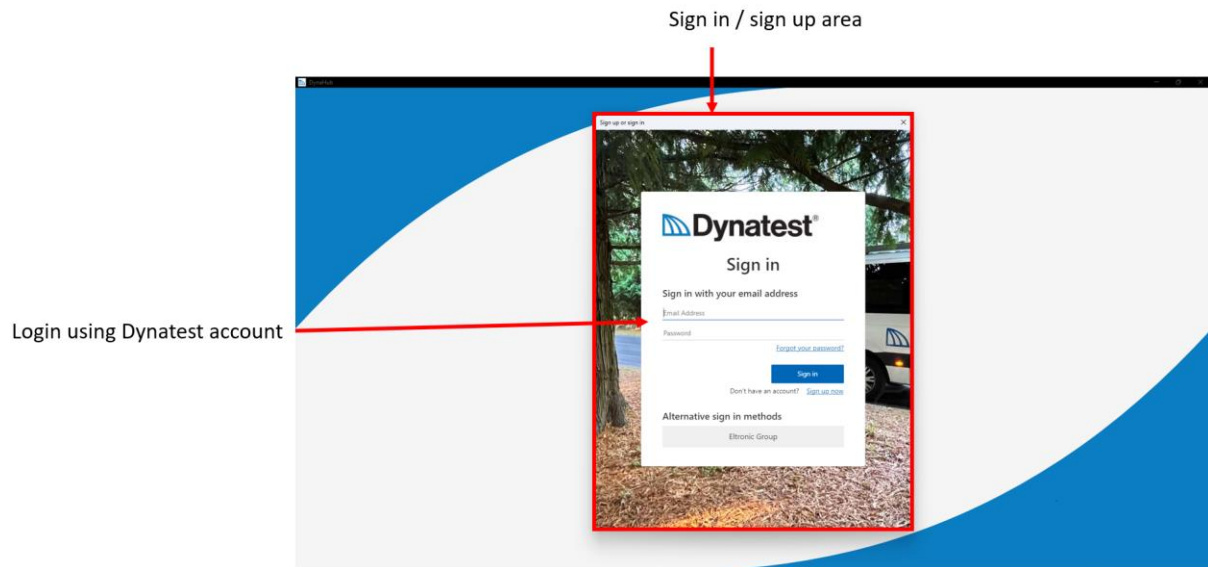 Sign in / sign up area
DynaHub
Sign up or sign in
Dynatest®
Sign in
Sign in with your email address
Login using Dynatest account
Email Address
Password
Forgot your password?
Sign in
Don't have an account? Sign up now
Alternative sign in methods
Eltronic Group